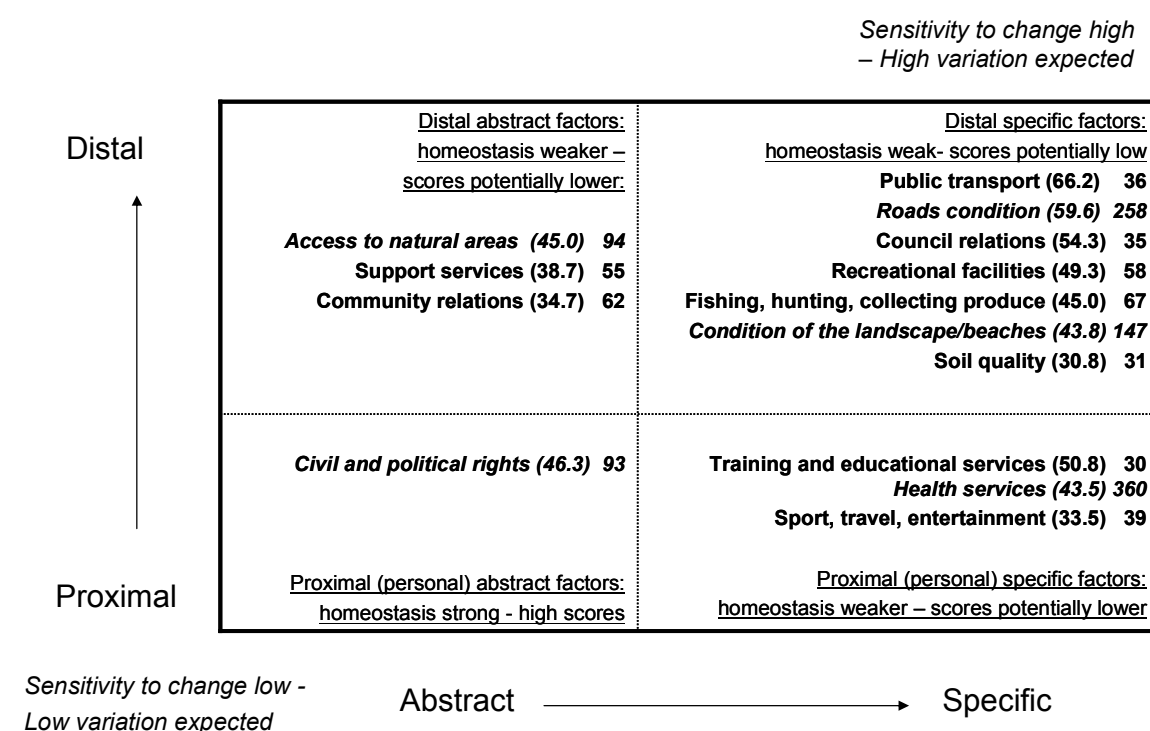 Sensitivity to change high
– High variation expected
Distal
Distal abstract factors:
homeostasis weaker –
scores potentially lower:
Access to natural areas (45.0) 94
Support services (38.7) 55
Community relations (34.7) 62
Distal specific factors:
homeostasis weak- scores potentially low
Public transport (66.2) 36
Roads condition (59.6) 258
Council relations (54.3) 35
Recreational facilities (49.3) 58
Fishing, hunting, collecting produce (45.0) 67
Condition of the landscape/beaches (43.8) 147
Soil quality (30.8) 31
Civil and political rights (46.3) 93
Training and educational services (50.8) 30
Health services (43.5) 360
Sport, travel, entertainment (33.5) 39
Proximal
Proximal (personal) abstract factors:
homeostasis strong - high scores
Proximal (personal) specific factors:
homeostasis weaker – scores potentially lower
Sensitivity to change low -
Low variation expected
Abstract
Specific